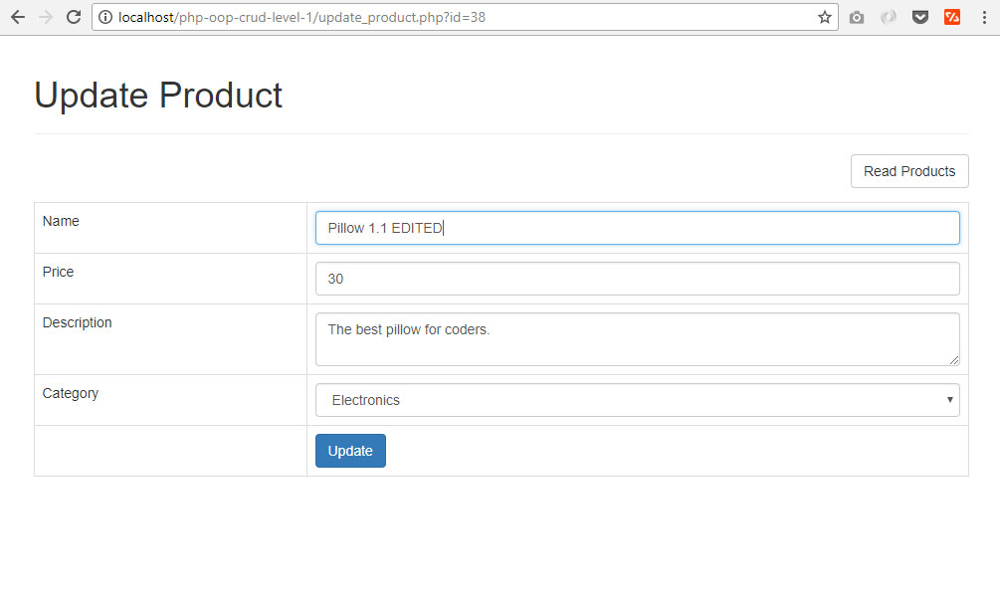 localhost/php-oop-crud-level-1/update_product.php?id=38
Update Product
Read Products
Name
Pillow 1.1 EDITED
Price
30
Description
The best pillow for coders.
Category
Electronics
Update